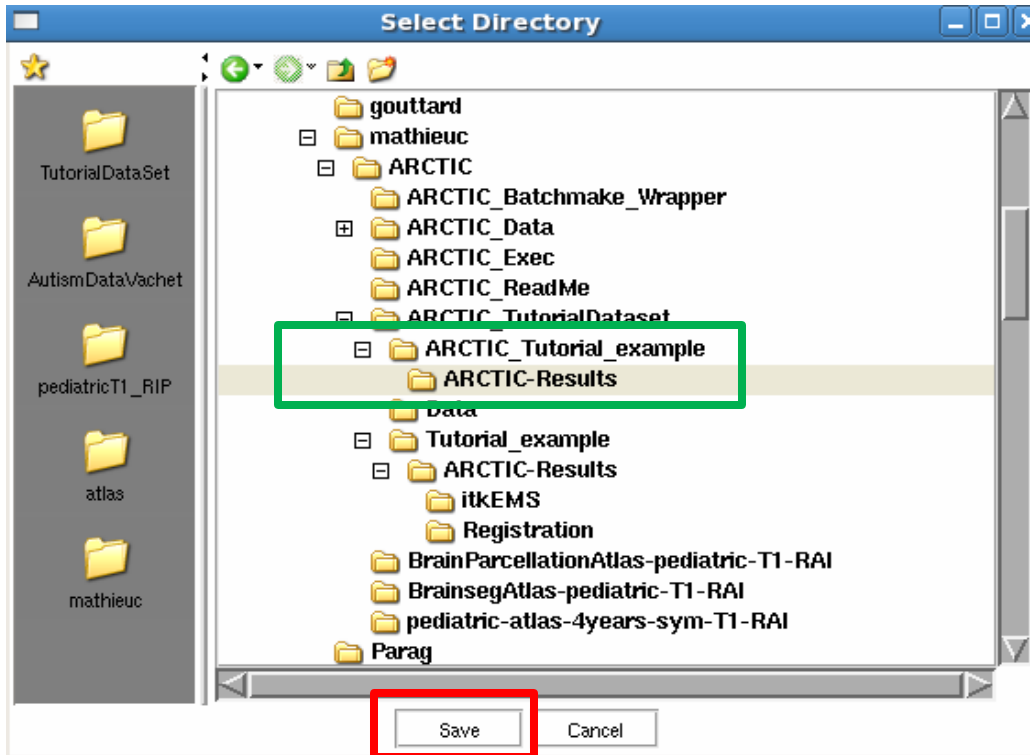 Select Directory
TutorialDataSet
AutismDataVachet
pediatricT1_RIP
atlas
mathieuc
gouttard
mathieuc
ARCTIC
ARCTIC_Batchmake_Wrapper
ARCTIC_Data
ARCTIC_Exec
ARCTIC_ReadMe
ARCTIC_TutorialDataset
ARCTIC_Tutorial_example
ARCTIC-Results
Data
Tutorial_example
ARCTIC-Results
itkEMS
Registration
BrainParcellationAtlas-pediatric-T1-RAI
BrainsegAtlas-pediatric-T1-RAI
pediatric-atlas-4years-sym-T1-RAI
Parag
Save Cancel